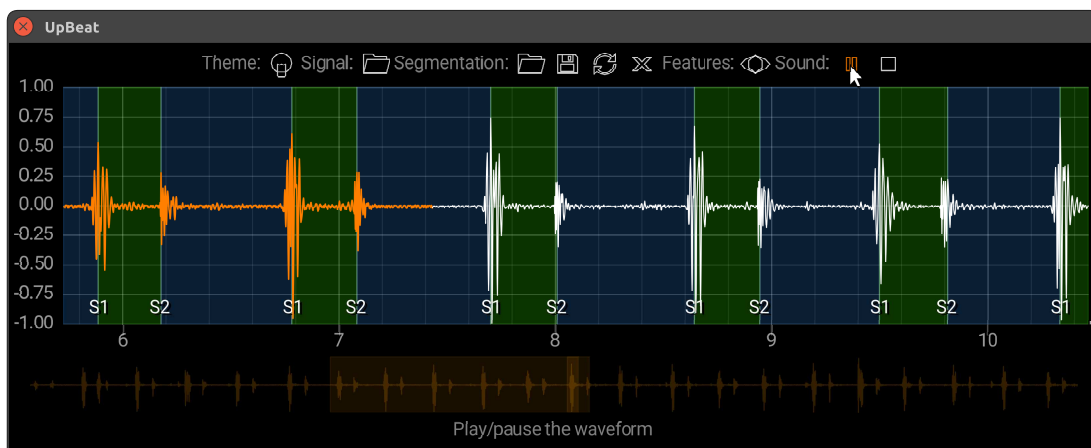 UpBeat
Theme: Signal: Segmentation: Features: Sound:
1.00
0.75
0.50
0.25
0.00
-0.25
-0.50
-0.75
-1.00
S1 S2 S1 S2 S1 S2 S1 S2 S1 S2 S1
6 7 8 9 10
Play/pause the waveform